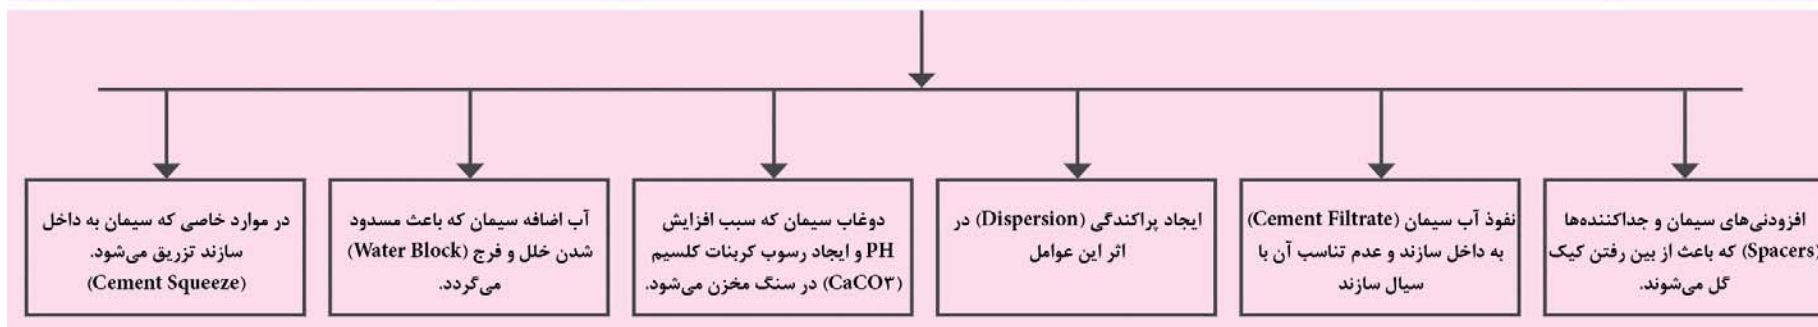 افزودنی‌های سیمان و جداکننده‌ها
(Spacers) که باعث از بین رفتن کیک
گل می‌شوند.
نفوذ آب سیمان (Cement Filtrate)
به داخل سازند و عدم تناسب آن با
سیال سازند
ایجاد پراکندگی (Dispersion) در
اثر این عوامل
دوغاب سیمان که سبب افزایش
PH و ایجاد رسوب کربنات کلسیم
(CaCO۳) در سنگ مخزن می‌شود.
آب اضافه سیمان که باعث مسدود
شدن خلل و فرج (Water Block)
می‌گردد.
در موارد خاصی که سیمان به داخل
سازند تزریق می‌شود.
(Cement Squeeze)